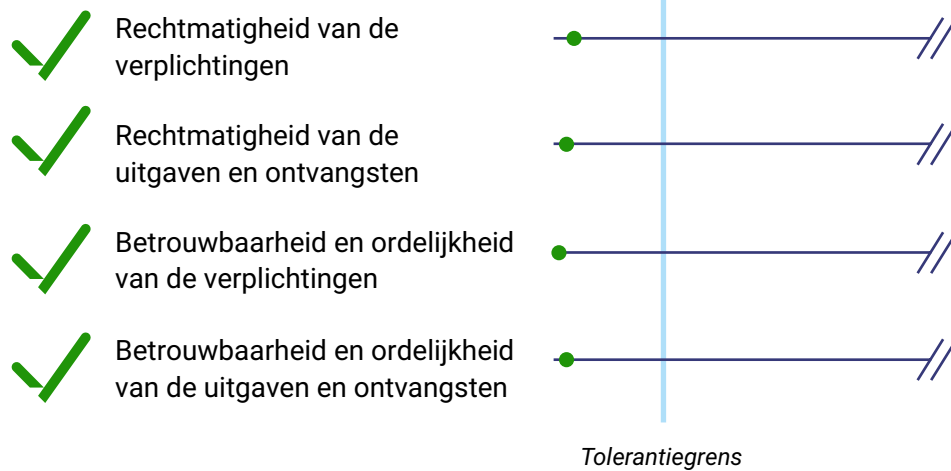 Rechtmatigheid van de
verplichtingen
Rechtmatigheid van de
uitgaven en ontvangsten
Betrouwbaarheid en ordelijkheid
van de verplichtingen
Betrouwbaarheid en ordelijkheid
van de uitgaven en ontvangsten
Tolerantiegrens